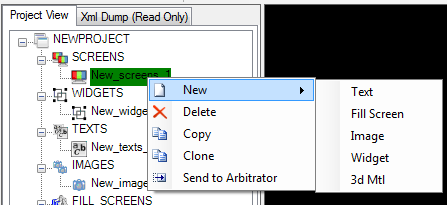 Project View
Xml Dump (Read Only)
NEWPROJECT
SCREENS
New_screens_1
WIDGETS
New_widge
TEXTS
New_texts_
IMAGES
New_image
FILL_SCREENS
New
Delete
Copy
Clone
Send to Arbitrator
Text
Fill Screen
Image
Widget
3d Mtl